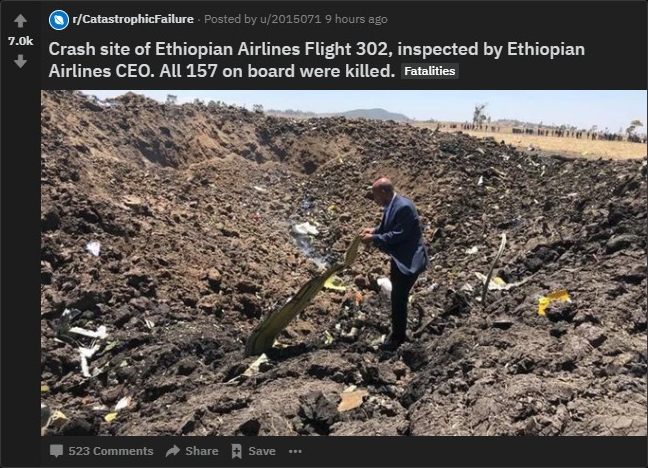 r/CatastrophicFailure · Posted by u/2015071 9 hours ago
7.0k
Crash site of Ethiopian Airlines Flight 302, inspected by Ethiopian
Airlines CEO. All 157 on board were killed. Fatalities
523 Comments Share Save